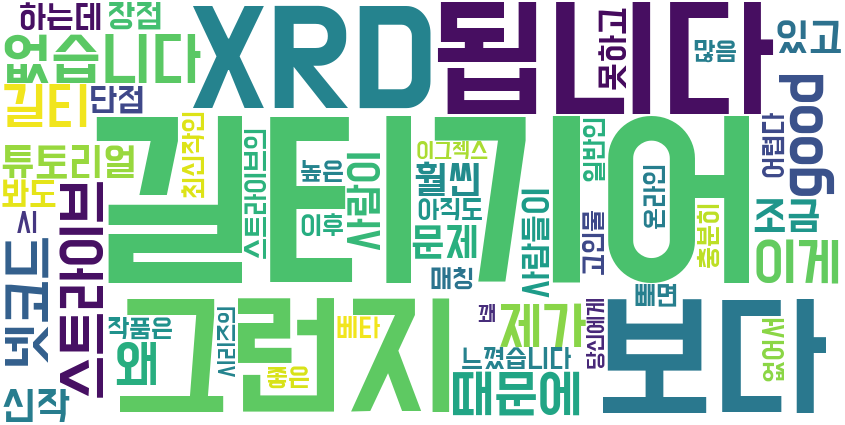 하는데
장점
XRD
됩니다
못하고
많음
있고
없습니다
길티
단점
good
어렵다
튜토리얼
최신작인
길티기어
스트라이브의
높은
이후
사람이
이그젝스
훨씬
아직도
문제
매칭
사람들이
일반인
고인물
온라인
충분히
봐도
시
스트라이브
넷코드
조금
이게
빼면
작품은
왜
시리즈의
그런지
베타
좋은
꽤
제가
느꼈습니다
당신에게
보다
없어서
신작
때문에